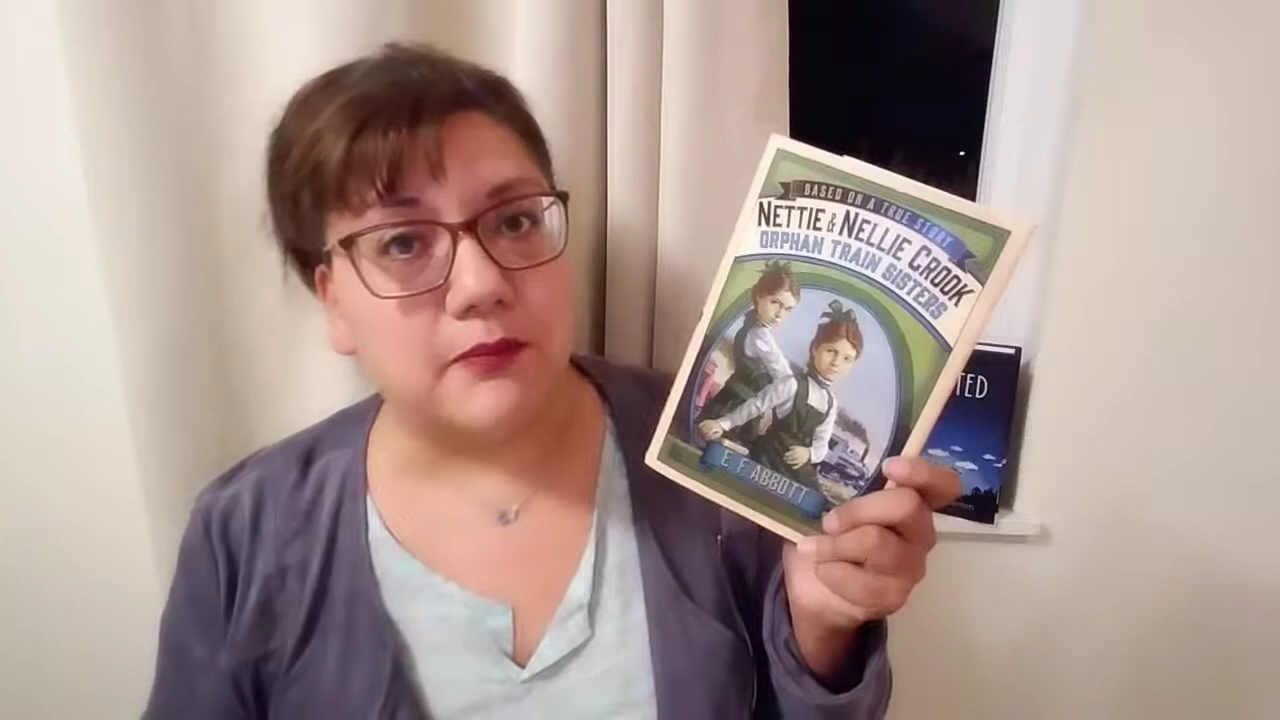 BASED ON A TRUE STORY
NETTIE & NELLIE CROOK
ORPHAN TRAIN SISTERS
E. F. ABBOTT
TED